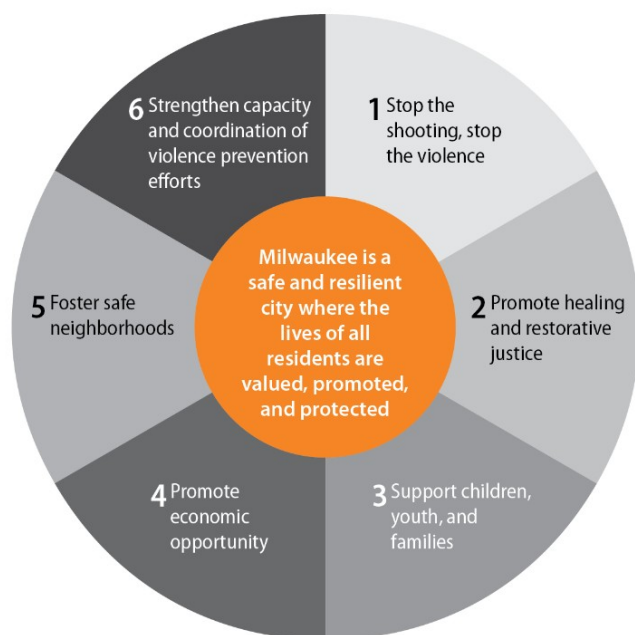 Milwaukee is a
safe and resilient
city where the
lives of all
residents are
valued, promoted,
and protected
1 Stop the
shooting, stop
the violence
2 Promote healing
and restorative
justice
3 Support children,
youth, and
families
4 Promote
economic
opportunity
5 Foster safe
neighborhoods
6 Strengthen capacity
and coordination of
violence prevention
efforts